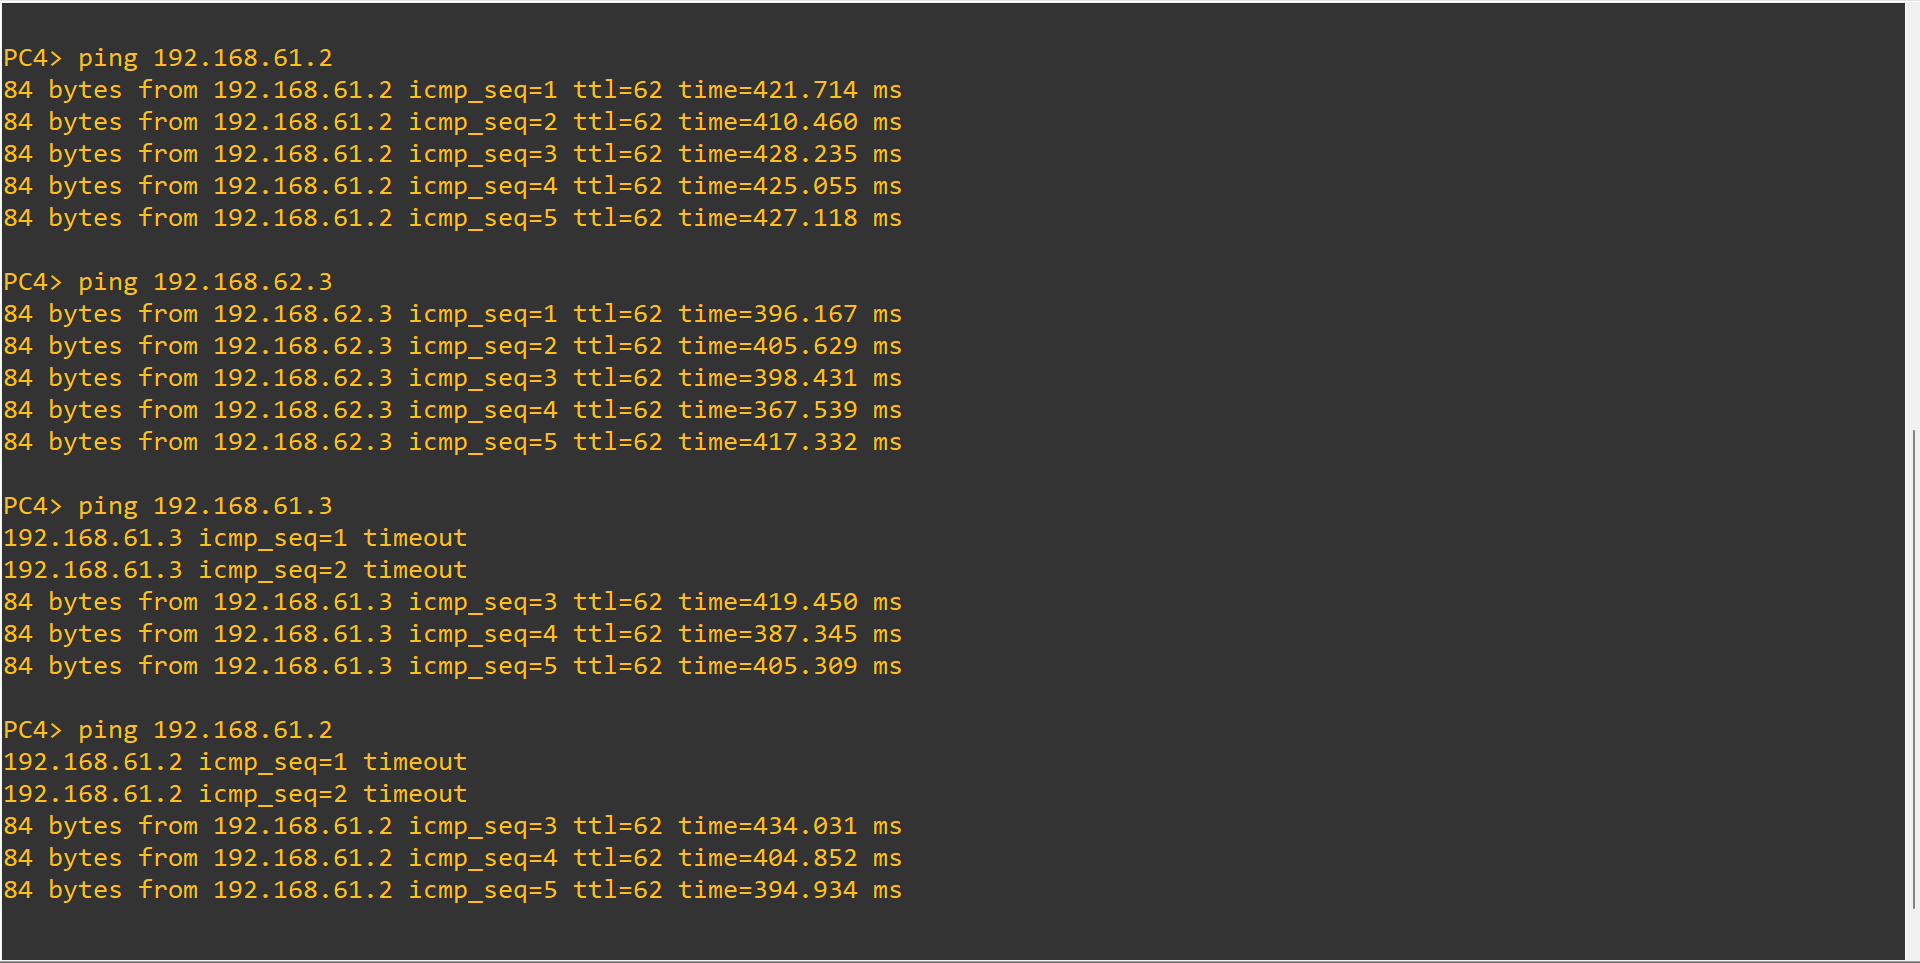 PC4> ping 192.168.61.2
84 bytes from 192.168.61.2 icmp_seq=1 ttl=62 time=421.714 ms
84 bytes from 192.168.61.2 icmp_seq=2 ttl=62 time=410.460 ms
84 bytes from 192.168.61.2 icmp_seq=3 ttl=62 time=428.235 ms
84 bytes from 192.168.61.2 icmp_seq=4 ttl=62 time=425.055 ms
84 bytes from 192.168.61.2 icmp_seq=5 ttl=62 time=427.118 ms
PC4> ping 192.168.62.3
84 bytes from 192.168.62.3 icmp_seq=1 ttl=62 time=396.167 ms
84 bytes from 192.168.62.3 icmp_seq=2 ttl=62 time=405.629 ms
84 bytes from 192.168.62.3 icmp_seq=3 ttl=62 time=398.431 ms
84 bytes from 192.168.62.3 icmp_seq=4 ttl=62 time=367.539 ms
84 bytes from 192.168.62.3 icmp_seq=5 ttl=62 time=417.332 ms
PC4> ping 192.168.61.3
192.168.61.3 icmp_seq=1 timeout
192.168.61.3 icmp_seq=2 timeout
84 bytes from 192.168.61.3 icmp_seq=3 ttl=62 time=419.450 ms
84 bytes from 192.168.61.3 icmp_seq=4 ttl=62 time=387.345 ms
84 bytes from 192.168.61.3 icmp_seq=5 ttl=62 time=405.309 ms
PC4> ping 192.168.61.2
192.168.61.2 icmp_seq=1 timeout
192.168.61.2 icmp_seq=2 timeout
84 bytes from 192.168.61.2 icmp_seq=3 ttl=62 time=434.031 ms
84 bytes from 192.168.61.2 icmp_seq=4 ttl=62 time=404.852 ms
84 bytes from 192.168.61.2 icmp_seq=5 ttl=62 time=394.934 ms